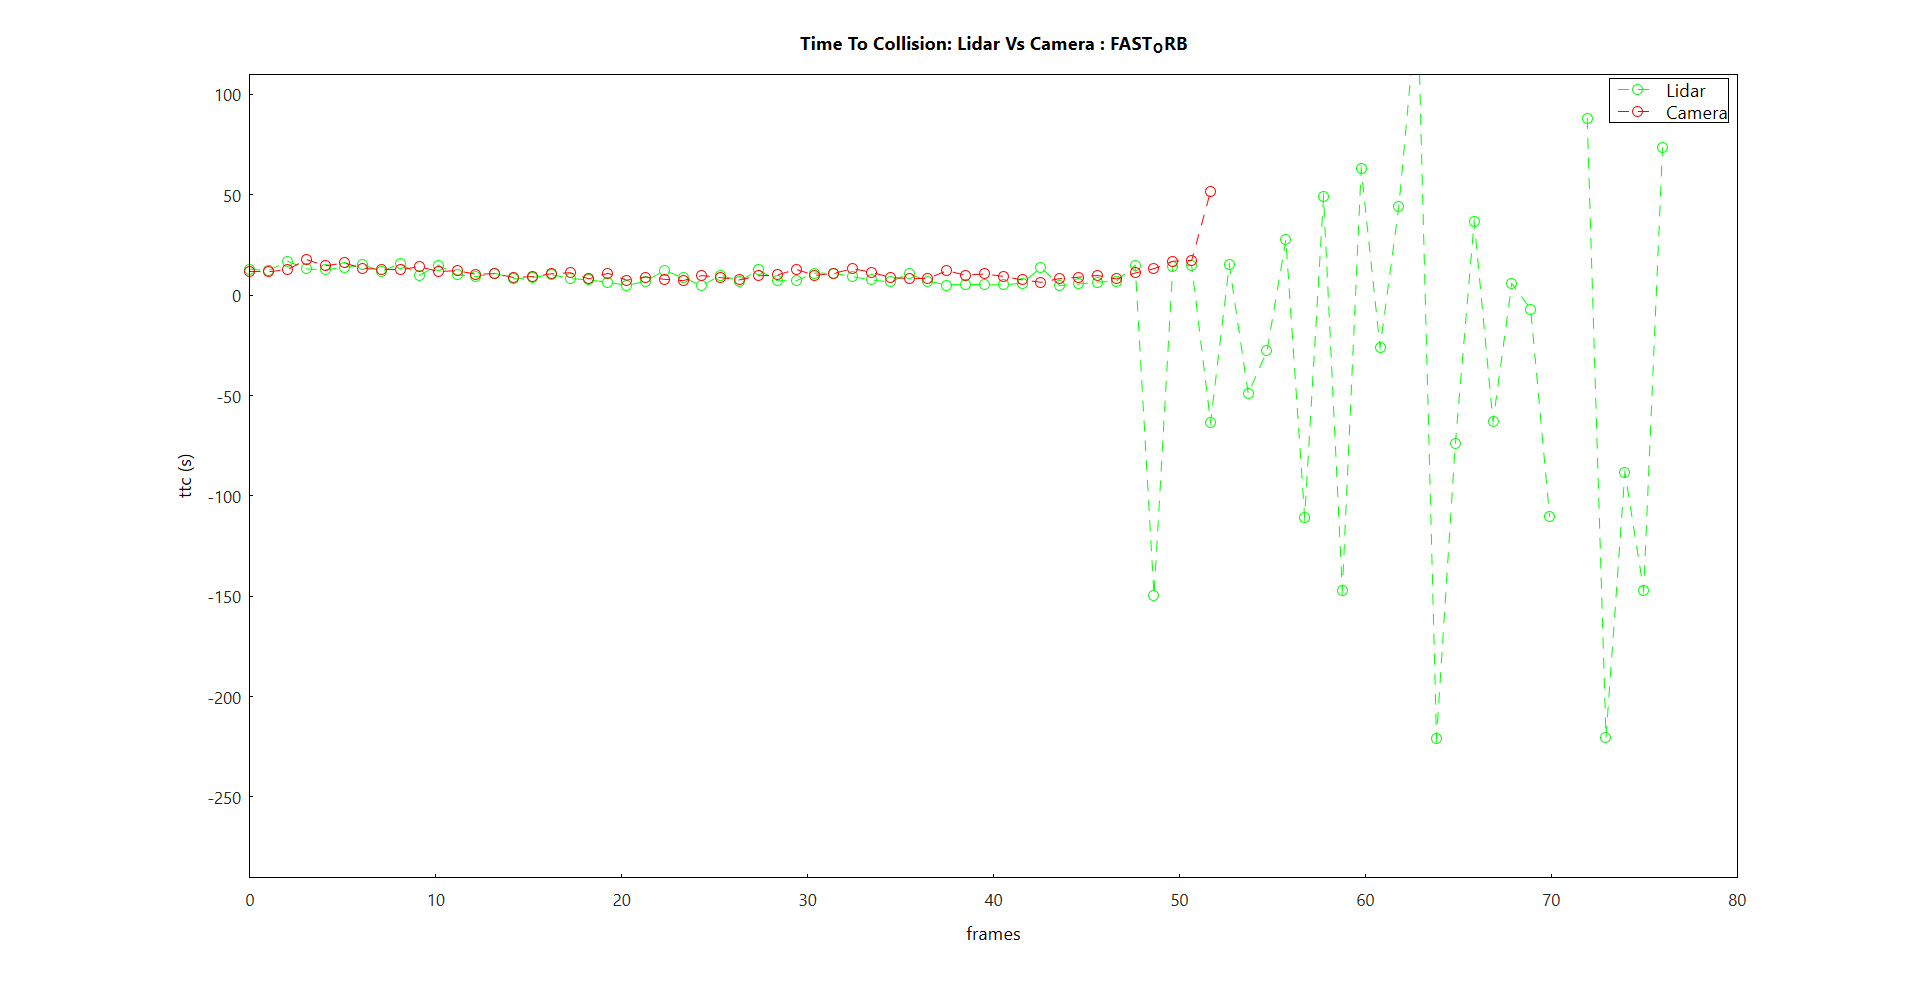 Time To Collision: Lidar Vs Camera : FASTORB
Lidar
Camera
100
50
0
-50
-100
-150
-200
-250
ttc (s)
0 10 20 30 40 50 60 70 80
frames